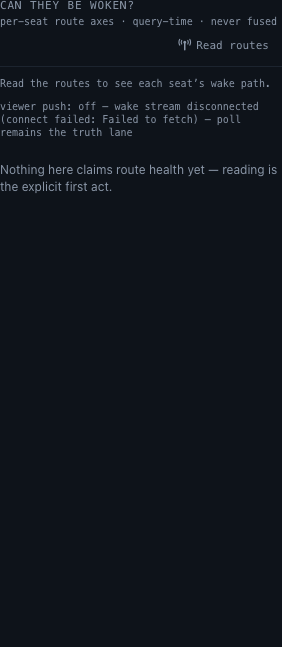 CAN THEY BE WOKEN?
per-seat route axes · query-time · never fused
Read routes
Read the routes to see each seat’s wake path.
viewer push: off — wake stream disconnected
(connect failed: Failed to fetch) — poll
remains the truth lane
Nothing here claims route health yet — reading is
the explicit first act.